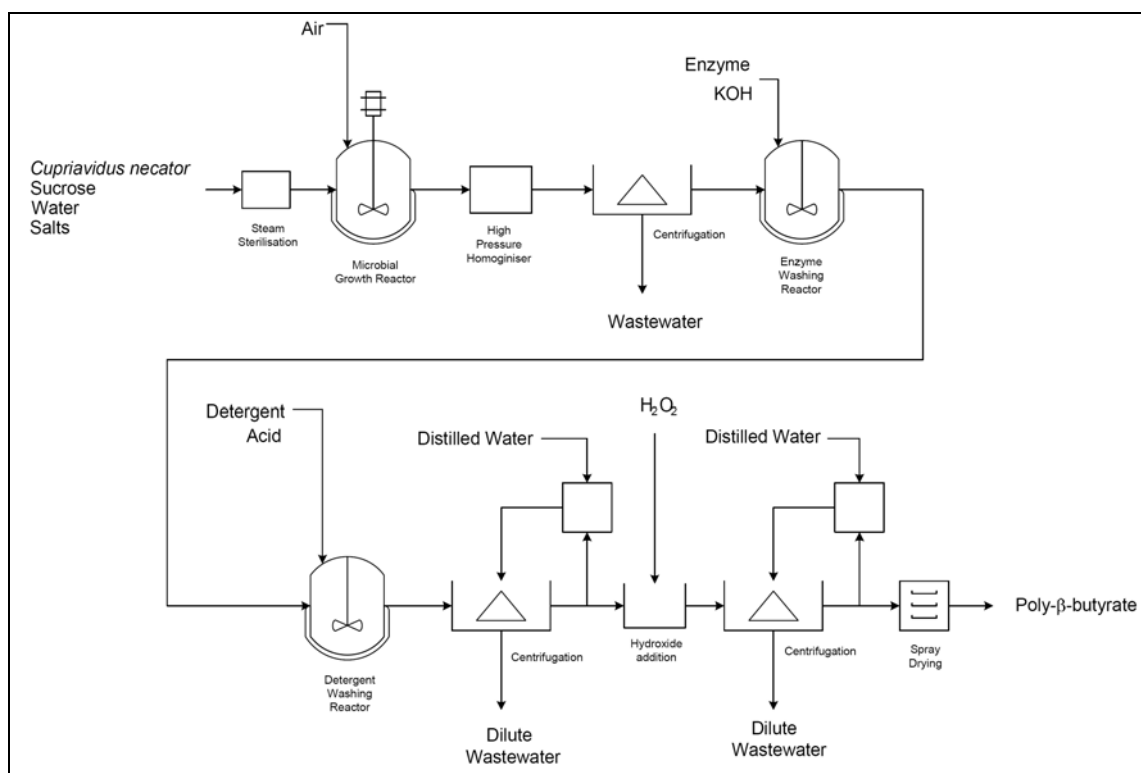 Air
Enzyme
KOH
Cupriavidus necator
Sucrose
Water
Salts
Steam
Sterilisation
Microbial
Growth Reactor
High
Pressure
Homoginiser
Centrifugation
Enzyme
Washing
Reactor
Wastewater
Detergent
Acid
Distilled Water
H₂O₂
Distilled Water
Detergent
Washing
Reactor
Centrifugation
Hydroxide
addition
Centrifugation
Spray
Drying
Poly-β-butyrate
Dilute
Wastewater
Dilute
Wastewater